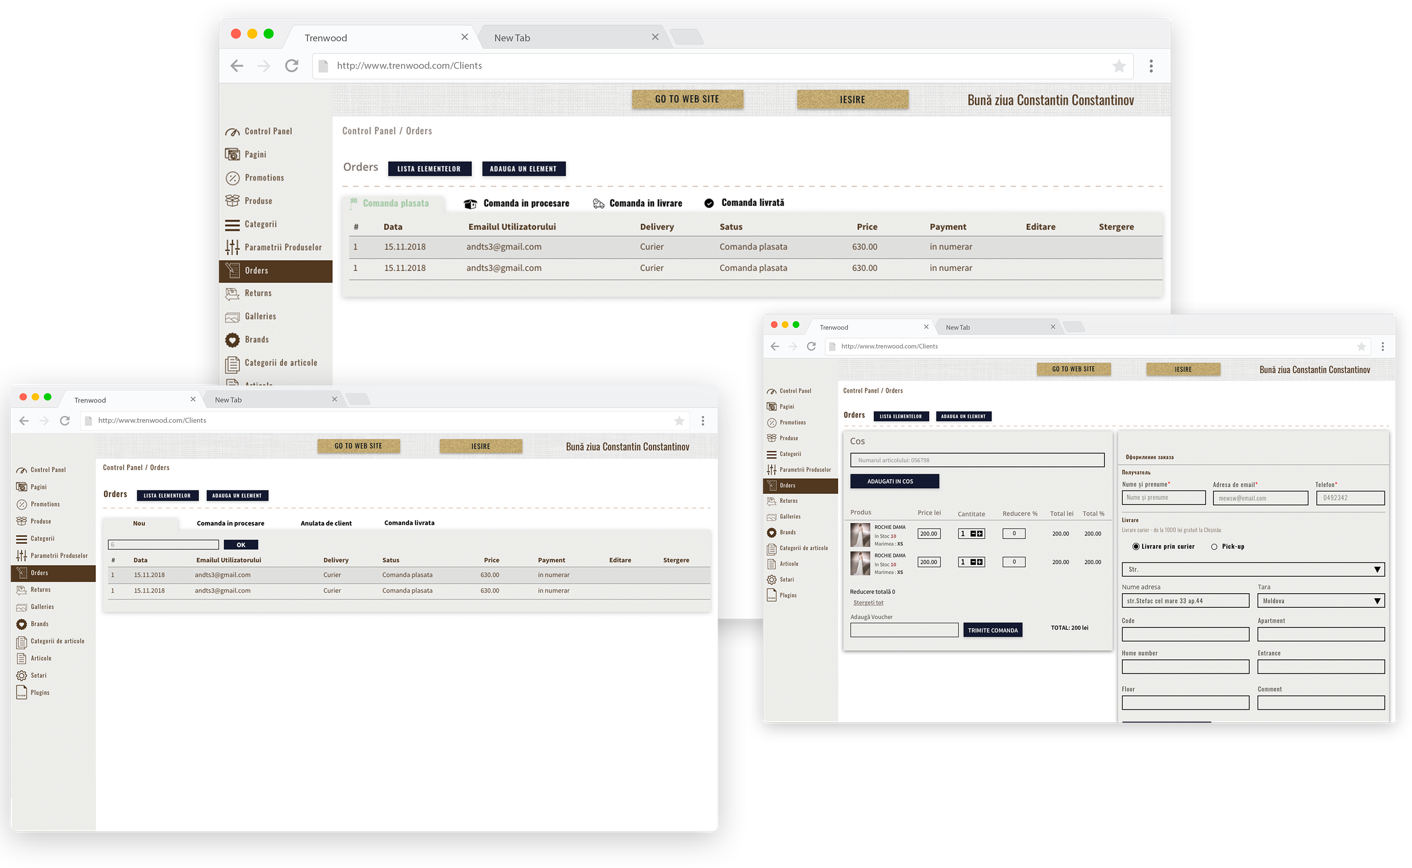 Trenwood
New Tab
http://www.trenwood.com/Clients
GO TO WEB SITE
IESIRE
Bună ziua Constantin Constantinov
Control Panel
Pagini
Promotions
Produse
Categorii
Parametrii Produselor
Orders
Returns
Galleries
Brands
Categorii de articole
Articole
Control Panel / Orders
Orders
LISTA ELEMENTELOR
ADAUGA UN ELEMENT
Comanda plasata
Comanda in procesare
Comanda in livrare
Comanda livrată
# Data Emailul Utilizatorului Delivery Satus Price Payment Editare Stergere
1 15.11.2018 andts3@gmail.com Curier Comanda plasata 630.00 in numerar
1 15.11.2018 andts3@gmail.com Curier Comanda plasata 630.00 in numerar
Trenwood
New Tab
http://www.trenwood.com/Clients
GO TO WEB SITE
IESIRE
Bună ziua Constantin Constantinov
Control Panel
Pagini
Promotions
Produse
Categorii
Parametrii Produselor
Orders
Returns
Galleries
Brands
Categorii de articole
Articole
Setari
Plugins
Control Panel / Orders
Orders
LISTA ELEMENTELOR
ADAUGA UN ELEMENT
Nou
Comanda in procesare
Anulata de client
Comanda livrata
6
OK
# Data Emailul Utilizatorului Delivery Satus Price Payment Editare Stergere
1 15.11.2018 andts3@gmail.com Curier Comanda plasata 630.00 in numerar
1 15.11.2018 andts3@gmail.com Curier Comanda plasata 630.00 in numerar
Trenwood
New Tab
http://www.trenwood.com/Clients
GO TO WEB SITE
IESIRE
Bună ziua Constantin Constantinov
Control Panel
Pagini
Promotions
Produse
Categorii
Parametrii Produselor
Orders
Returns
Galleries
Brands
Categorii de articole
Articole
Setari
Plugins
Control Panel / Orders
Orders
LISTA ELEMENTELOR
ADAUGA UN ELEMENT
Cos
Numarul articolului: 056798
ADAUGATI IN COS
Produs Price lei Cantitate Reducere % Total lei Total %
ROCHIE DAMA
In Stoc 10
Marimea : XS
200.00 1 0 200.00 200.00
ROCHIE DAMA
In Stoc 10
Marimea : XS
200.00 1 0 200.00 200.00
Reducere totală 0
Stergeti tot
Adaugă Voucher
TRIMITE COMANDA
TOTAL: 200 lei
Оформление заказа
Получатель
Nume și prenume* Adresa de email* Telefon*
Nume și prenume mewsw@email.com 0492342
Livrare
Livrare curier - de la 1000 lei gratuit la Chișinău
Livrare prin curier Pick-up
Str.
Nume adresa Tara
str.Stefac cel mare 33 ap.44 Moldova
Code Apartment
Home number Entrance
Floor Comment